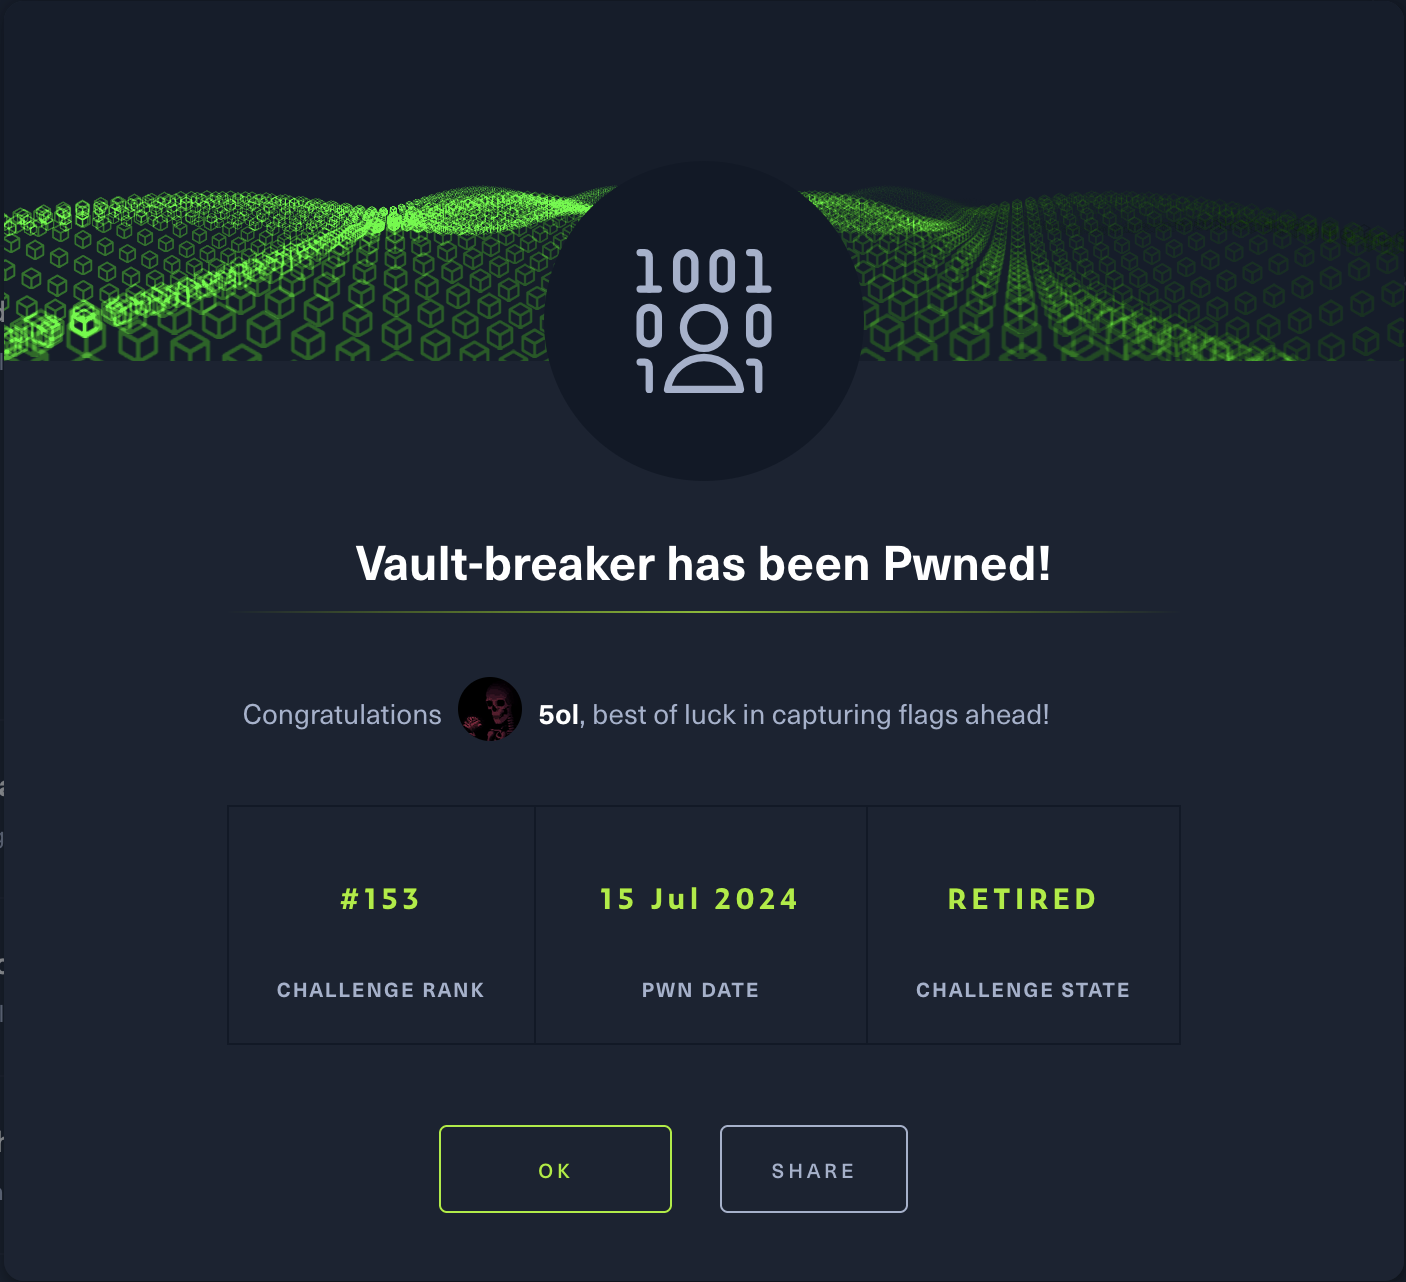 1001
0 0
1 1
Vault-breaker has been Pwned!
Congratulations 5ol, best of luck in capturing flags ahead!
#153 15 Jul 2024 RETIRED
CHALLENGE RANK PWN DATE CHALLENGE STATE
OK SHARE